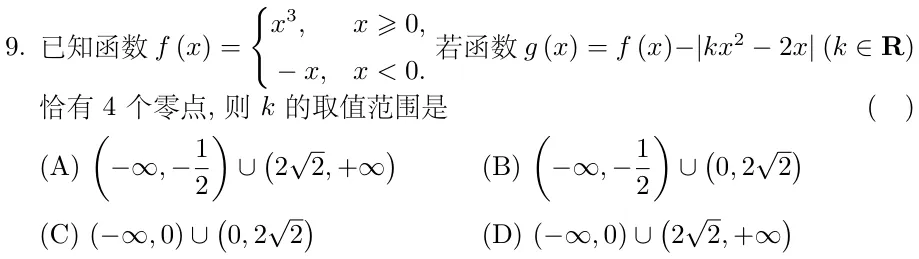 9. 已知函数 f (x) = { x³, x ⩾ 0, − x, x < 0. 若函数 g (x) = f (x)−|kx² − 2x| (k ∈ R)
恰有 4 个零点, 则 k 的取值范围是 ( )
(A) (−∞, −1/2) ∪ (2√2, +∞) (B) (−∞, −1/2) ∪ (0, 2√2)
(C) (−∞, 0) ∪ (0, 2√2) (D) (−∞, 0) ∪ (2√2, +∞)